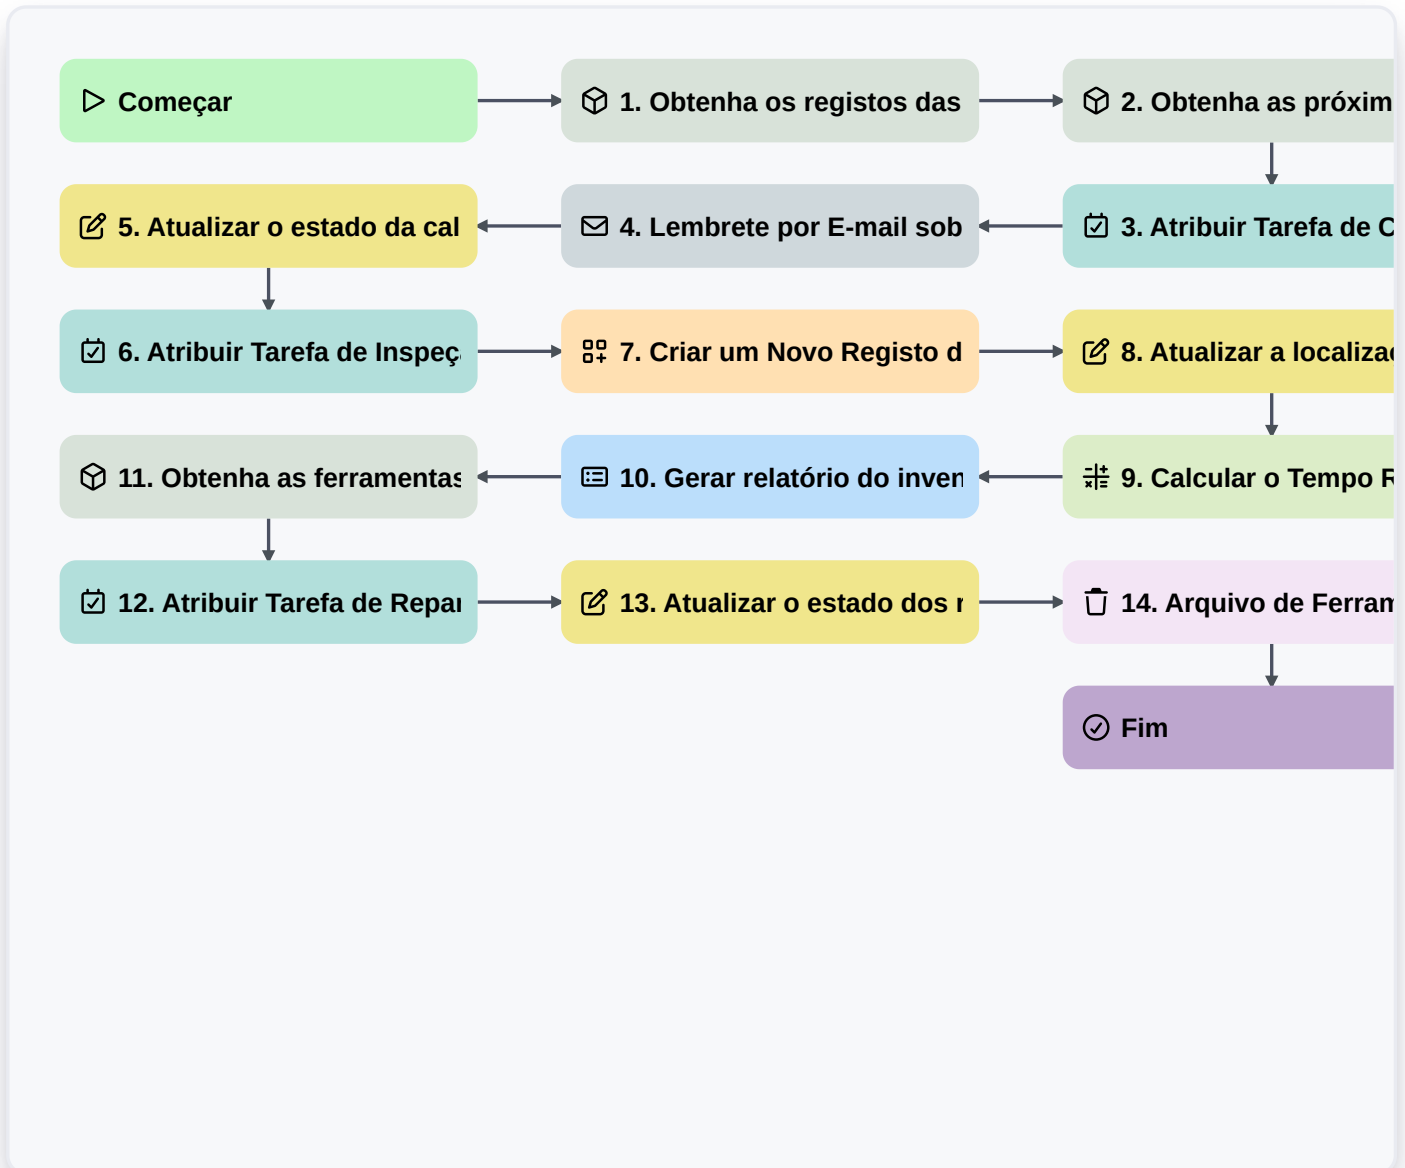 Começar
1. Obtenha os registos das
2. Obtenha as próxim
5. Atualizar o estado da cal
4. Lembrete por E-mail sob
3. Atribuir Tarefa de C
6. Atribuir Tarefa de Inspeç
7. Criar um Novo Registo d
8. Atualizar a localizaç
11. Obtenha as ferramentas
10. Gerar relatório do inven
9. Calcular o Tempo R
12. Atribuir Tarefa de Repar
13. Atualizar o estado dos r
14. Arquivo de Ferram
Fim